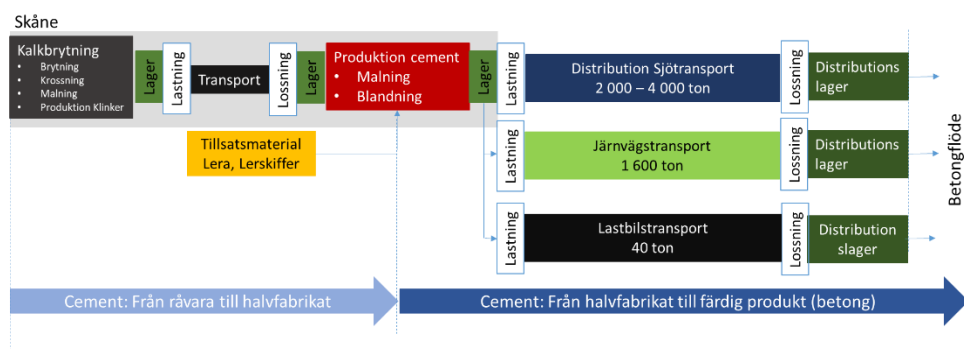 Skåne
Kalkbrytning
• Brytning
• Krossning
• Malning
• Produktion Klinker
Lager
Lastning
Transport
Lossning
Lager
Produktion cement
• Malning
• Blandning
Lager
Lastning
Distribution Sjötransport
2 000 – 4 000 ton
Lossning
Distributions
lager
Tillsatsmaterial
Lera, Lerskiffer
Lastning
Järnvägstransport
1 600 ton
Lossning
Distributions
lager
Lastning
Lastbilstransport
40 ton
Lossning
Distribution
slager
Betongflöde
Cement: Från råvara till halvfabrikat
Cement: Från halvfabrikat till färdig produkt (betong)